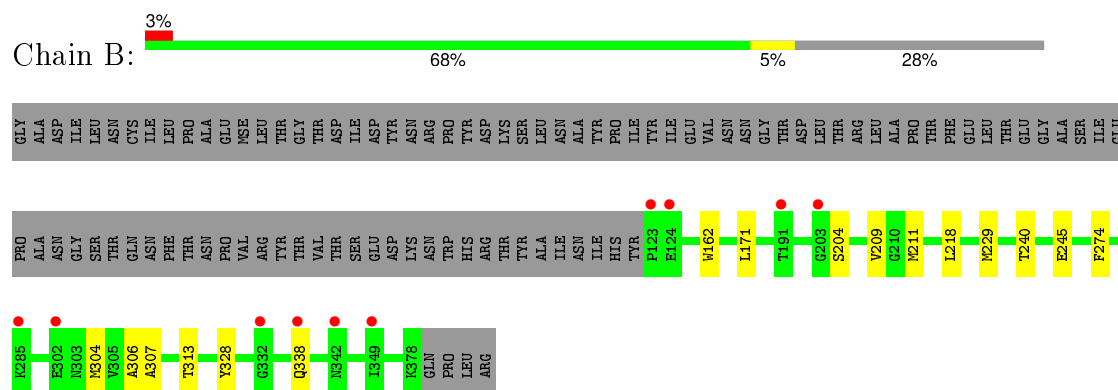 3%
Chain B:
68% 5% 28%
GLY ALA ASP ILE LEU ASN CYS ILE LEU PRO ALA GLU MSE LEU THR GLY THR ASP ILE ASP TYR ASN ARG PRO TYR ASP LYS SER LEU ASN ALA TYR PRO ILE TYR ILE GLU VAL ASN ASN GLY THR ASP LEU THR ARG LEU ALA PRO THR PHE GLU LEU THR GLU GLY ALA SER ILE GLU
PRO ALA ASN GLY SER THR GLN ASN PHE THR ASN PRO VAL ARG TYR THR VAL THR SER GLU ASP LYS ASN TRP HIS ARG THR TYR ALA ILE ASN ILE HIS TYR P123 E124 W162 L171 T191 G203 S204 V209 G210 M211 L218 M229 T240 E245 F274
K285 E302 N303 M304 V305 A306 A307 T313 Y328 G332 Q338 N342 I349 K378 GLN PRO LEU ARG